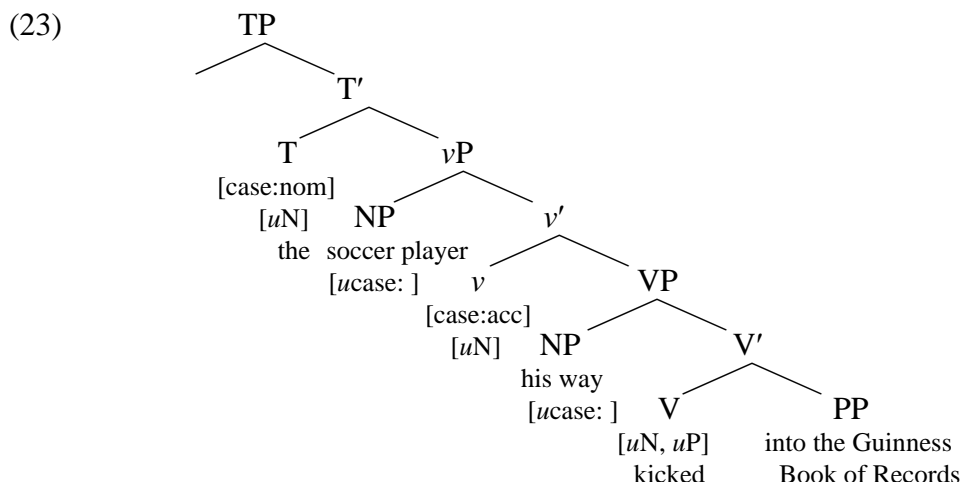 (23) TP
T′
T vP
[case:nom]
[uN] NP v′
the soccer player
[ucase: ] v VP
[case:acc]
[uN] NP V′
his way
[ucase: ] V PP
[uN, uP] into the Guinness
kicked Book of Records